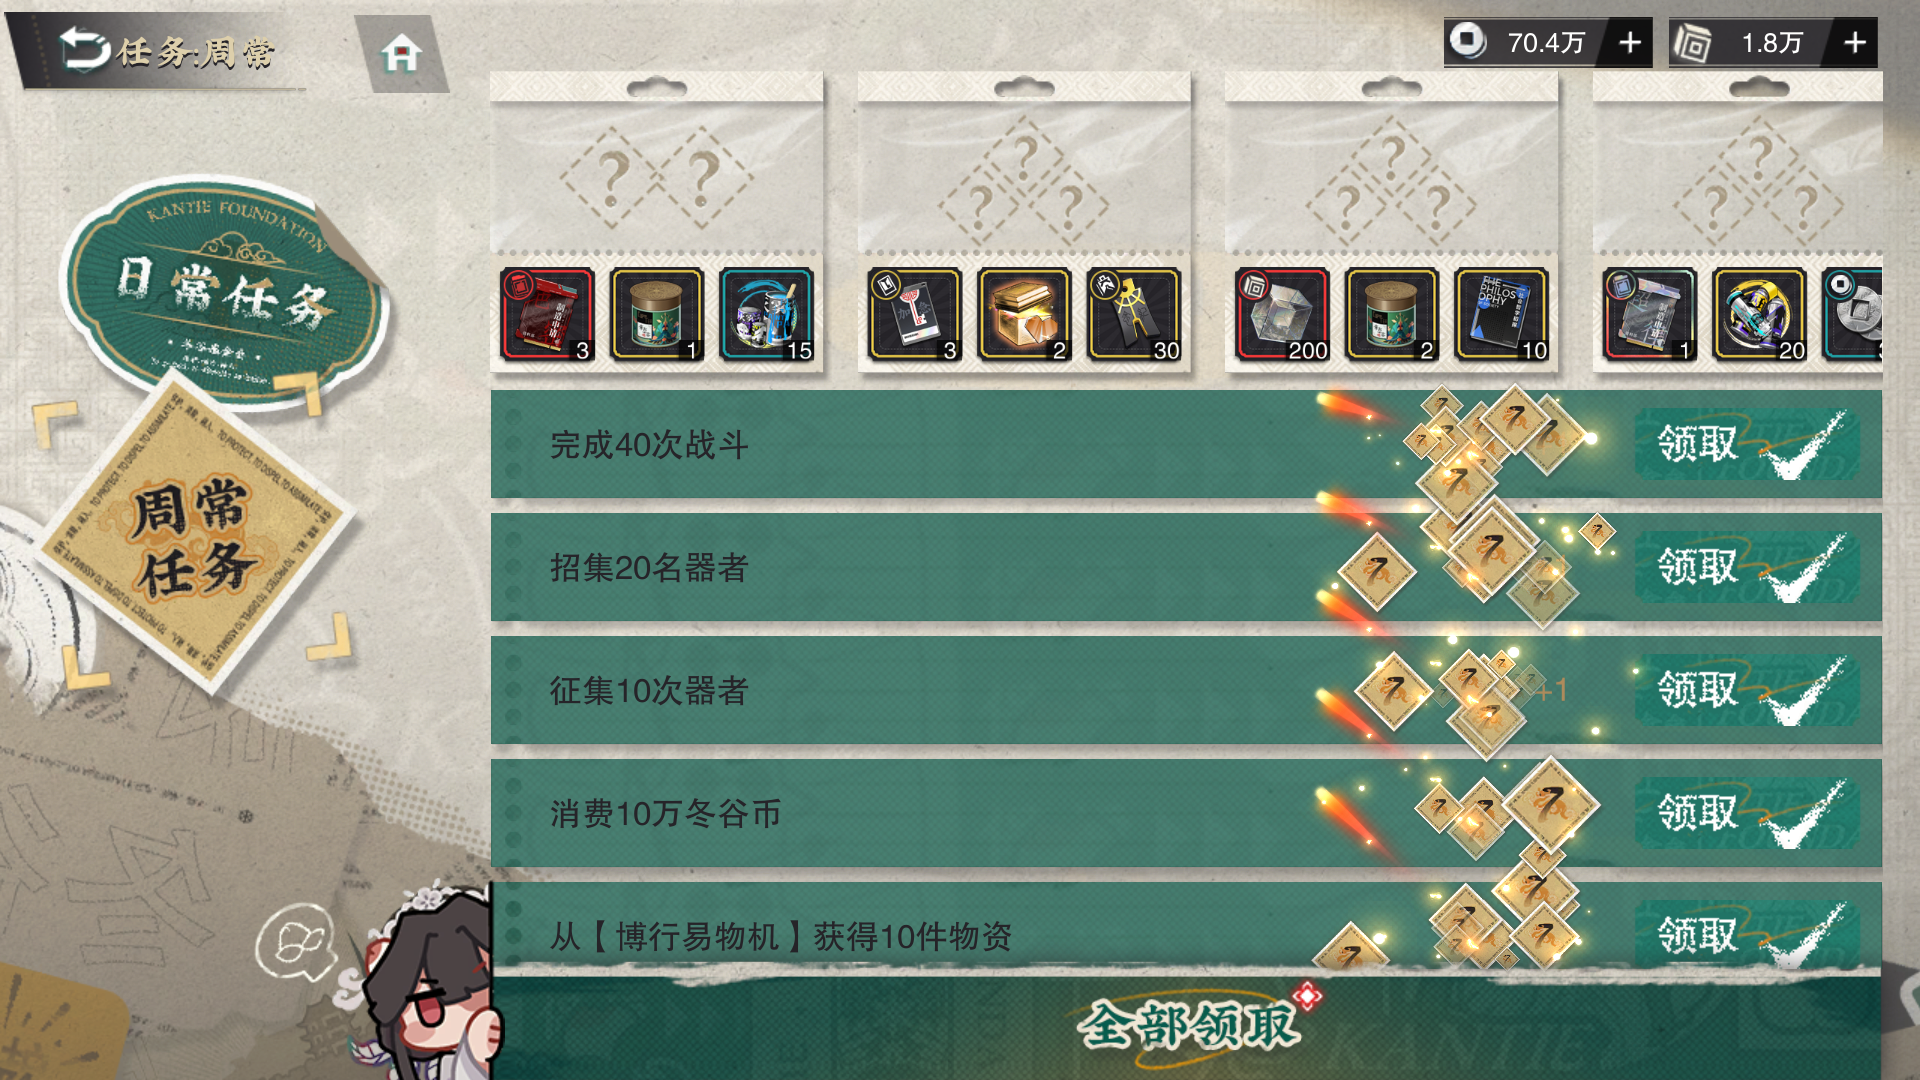 任务:周常
70.4万
1.8万
KANTIE FOUNDATION
日常任务
周常
任务
3
1
15
3
2
30
200
2
10
1
20
完成40次战斗
领取
招集20名器者
领取
征集10次器者
+1
领取
消费10万冬谷币
领取
从【博行易物机】获得10件物资
领取
全部领取